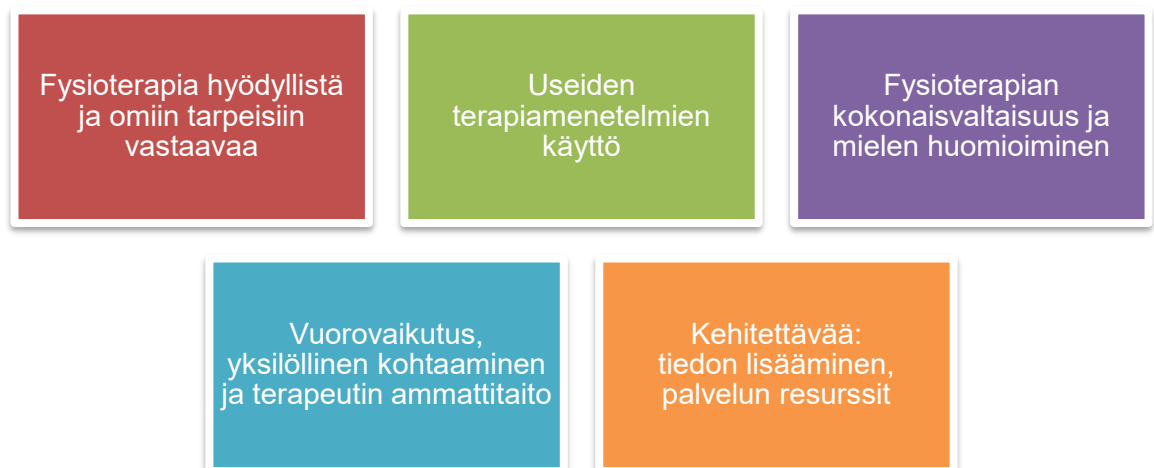 Fysioterapia hyödyllistä
ja omiin tarpeisiin
vastaavaa
Useiden
terapiamenetelmien
käyttö
Fysioterapian
kokonaisvaltaisuus ja
mielen huomioiminen
Vuorovaikutus,
yksilöllinen kohtaaminen
ja terapeutin ammattitaito
Kehitettävää:
tiedon lisääminen,
palvelun resurssit